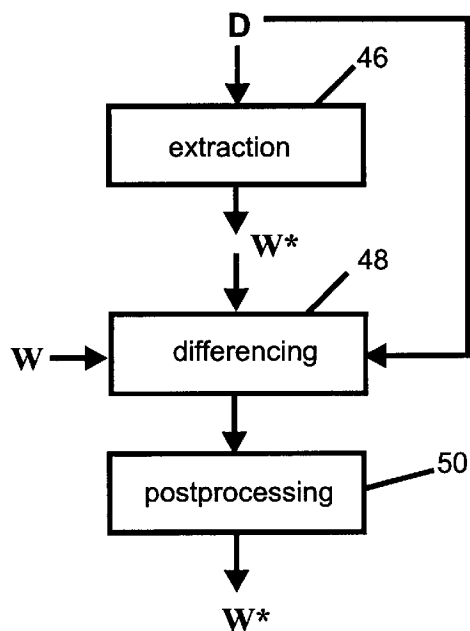 D
46
extraction
W*
48
W
differencing
50
postprocessing
W*